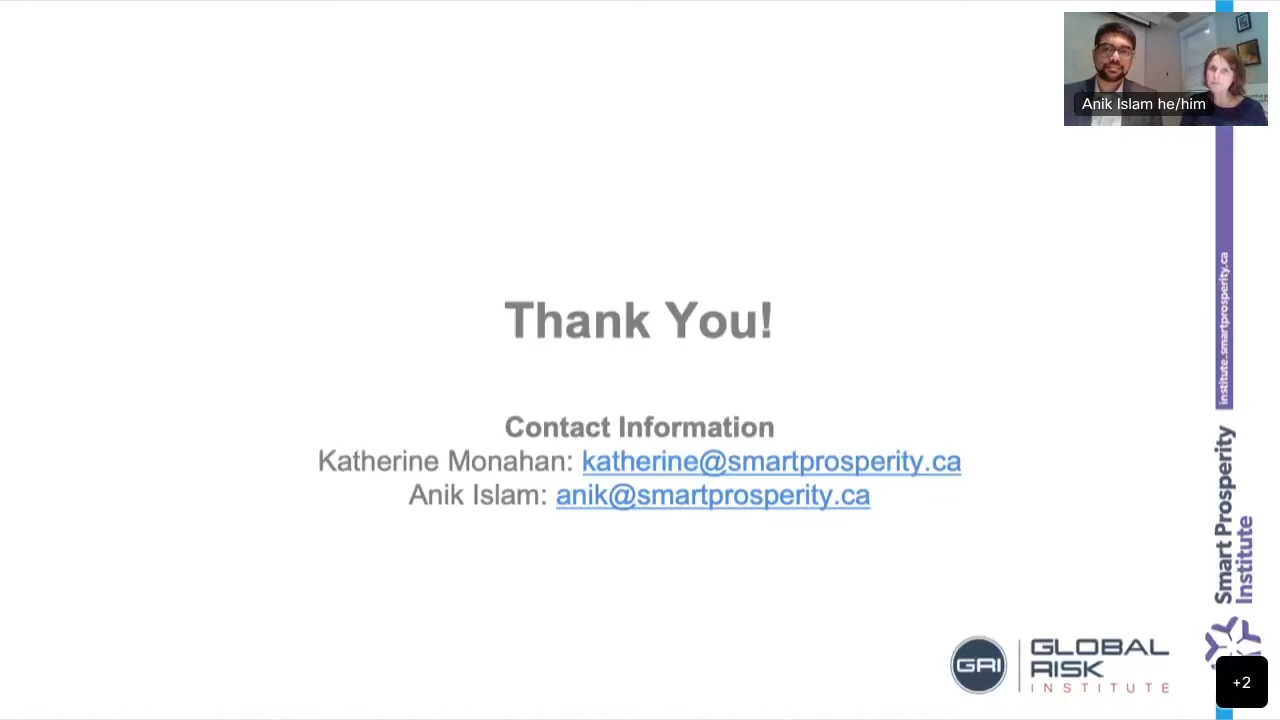 Anik Islam he/him
Thank You!
Contact Information
Katherine Monahan: katherine@smartprosperity.ca
Anik Islam: anik@smartprosperity.ca
institute.smartprosperity.ca
Smart Prosperity
Institute
GRI
GLOBAL
RISK
INSTITUTE
+2